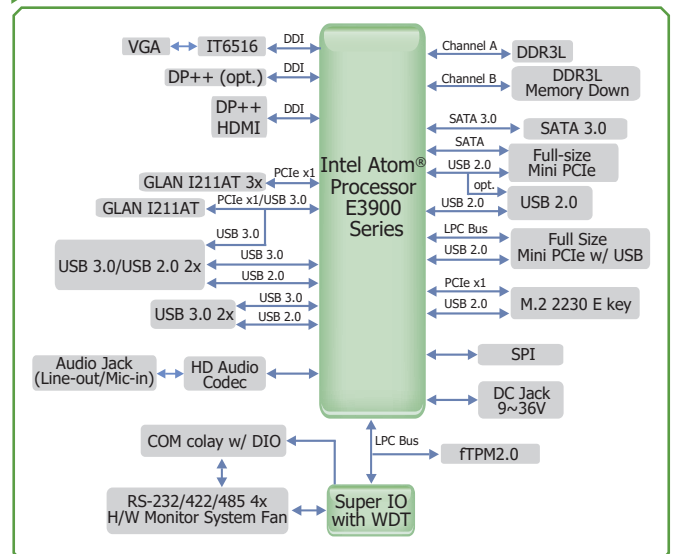 VGA
IT6516
DDI
DP++ (opt.)
DDI
DP++
HDMI
DDI
GLAN I211AT 3x
PCIe x1
GLAN I211AT
PCIe x1/USB 3.0
USB 3.0
USB 3.0/USB 2.0 2x
USB 3.0
USB 2.0
USB 3.0 2x
USB 3.0
USB 2.0
Audio Jack
(Line-out/Mic-in)
HD Audio
Codec
Intel Atom®
Processor
E3900
Series
Channel A
DDR3L
Channel B
DDR3L
Memory Down
SATA 3.0
SATA 3.0
SATA
USB 2.0
Full-size
Mini PCIe
opt.
USB 2.0
USB 2.0
LPC Bus
USB 2.0
Full Size
Mini PCIe w/ USB
PCIe x1
USB 2.0
M.2 2230 E key
SPI
DC Jack
9~36V
COM colay w/ DIO
LPC Bus
fTPM2.0
RS-232/422/485 4x
H/W Monitor System Fan
Super IO
with WDT